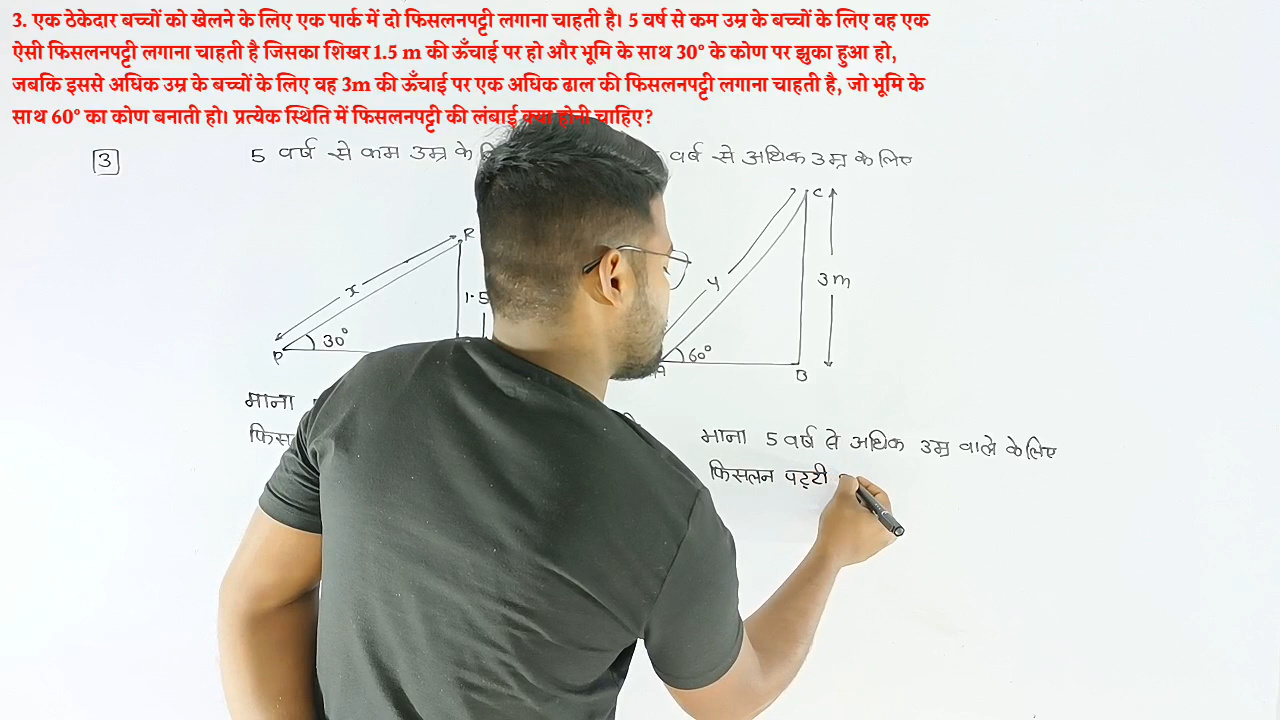 3. एक ठेकेदार बच्चों को खेलने के लिए एक पार्क में दो फिसलनपट्टी लगाना चाहती है। 5 वर्ष से कम उम्र के बच्चों के लिए वह एक
ऐसी फिसलनपट्टी लगाना चाहती है जिसका शिखर 1.5 m की ऊँचाई पर हो और भूमि के साथ 30° के कोण पर झुका हुआ हो,
जबकि इससे अधिक उम्र के बच्चों के लिए वह 3m की ऊँचाई पर एक अधिक ढाल की फिसलनपट्टी लगाना चाहती है, जो भूमि के
साथ 60° का कोण बनाती हो। प्रत्येक स्थिति में फिसलनपट्टी की लंबाई क्या होनी चाहिए?
3
5 वर्ष से कम उम्र के
वर्ष से अधिक उम्र के लिए
R
x
1.5
30°
P
C
y
3m
60°
A
B
माना
फिस
माना 5 वर्ष से अधिक उम्र वाले के लिए
फिसलन पट्टी